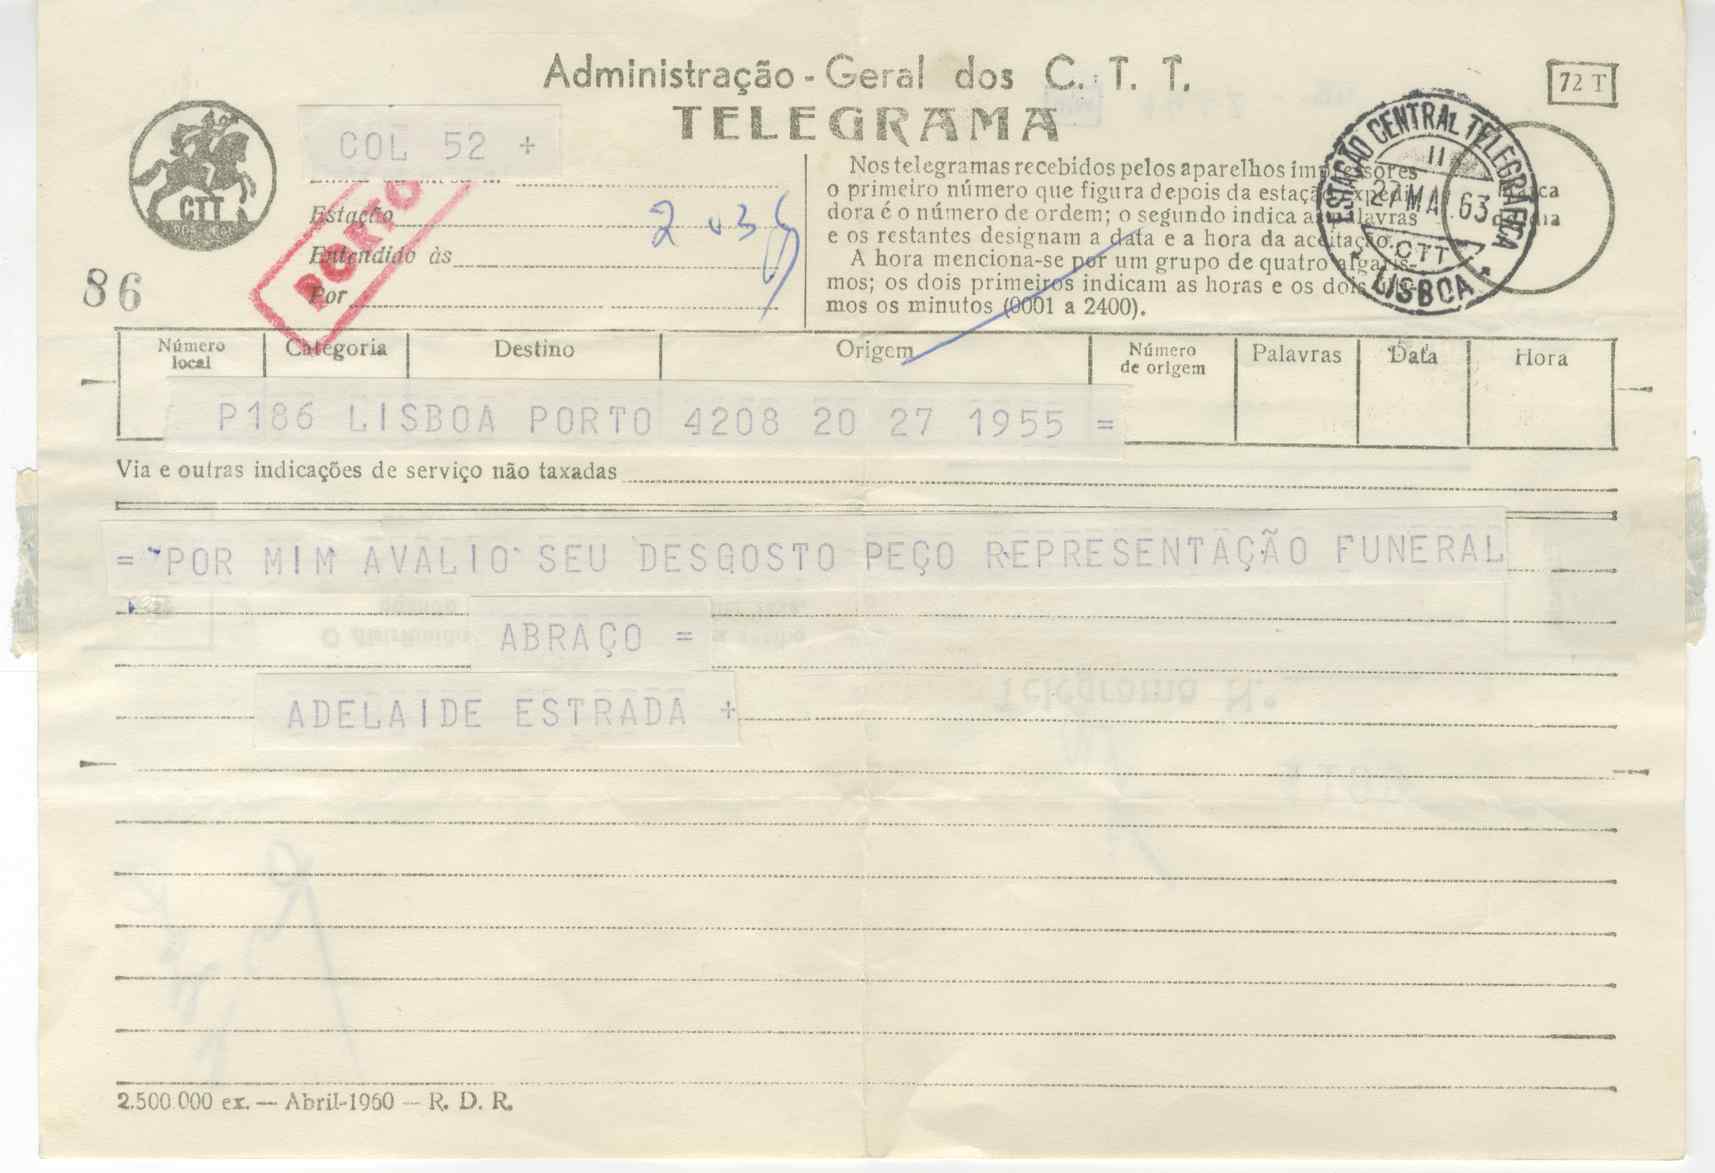 Administração-Geral dos C. T. T.
TELEGRAMA
72 T
COL 52 +
CTT
PORTO
Estação
Entendido às
Por
86
Nos telegramas recebidos pelos aparelhos impressores
o primeiro número que figura depois da estação expedi-
dora é o número de ordem; o segundo indica as palavras
e os restantes designam a data e a hora da aceitação.
A hora menciona-se por um grupo de quatro algaris-
mos; os dois primeiros indicam as horas e os dois últi-
mos os minutos (0001 a 2400).
ESTAÇÃO CENTRAL TELEGRÁFICA
11
27 MAI 63
CTT
LISBOA
Número local
Categoria
Destino
Origem
Número de origem
Palavras
Data
Hora
P186 LISBOA PORTO 4208 20 27 1955 =
Via e outras indicações de serviço não taxadas
= POR MIM AVALIO SEU DESGOSTO PEÇO REPRESENTAÇÃO FUNERAL
ABRAÇO =
ADELAIDE ESTRADA +
2.500.000 ex. — Abril-1960 — R. D. R.